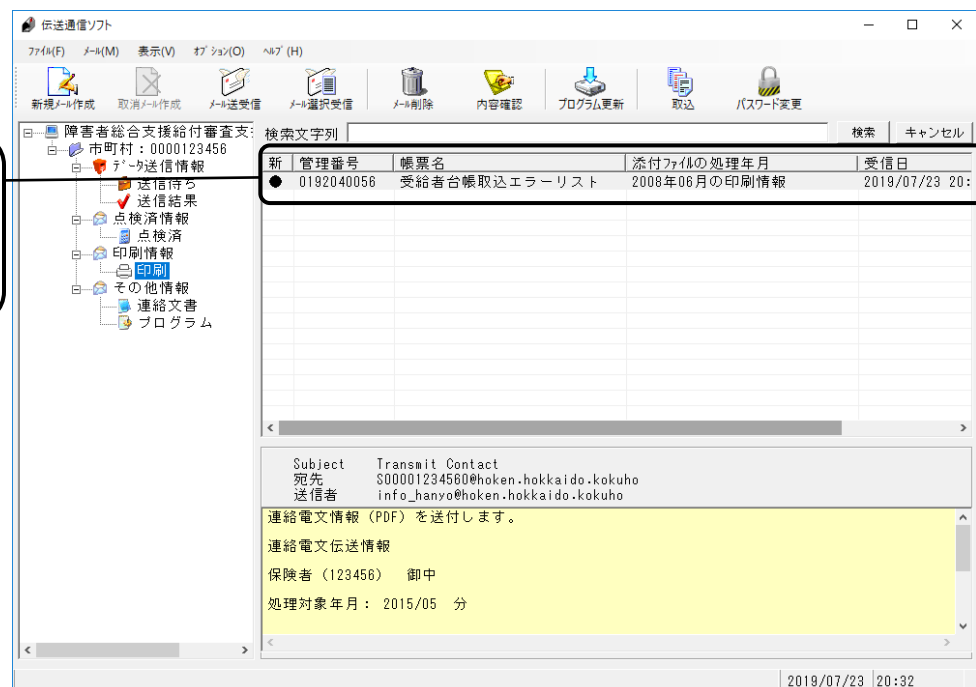 伝送通信ソフト
ファイル(F) メール(M) 表示(V) オプション(O) ヘルプ(H)
新規メール作成 取消メール作成 メール送受信 メール選択受信 メール削除 内容確認 プログラム更新 取込 パスワード変更
障害者総合支援給付審査支
市町村:0000123456
データ送信情報
送信待ち
送信結果
点検済情報
点検済
印刷情報
印刷
その他情報
連絡文書
プログラム
検索文字列 検索 キャンセル
新 管理番号 帳票名 添付ファイルの処理年月 受信日
● 0192040056 受給者台帳取込エラーリスト 2008年06月の印刷情報 2019/07/23 20:
Subject Transmit Contact
宛先 S00001234560@hoken.hokkaido.kokuho
送信者 info_hanyo@hoken.hokkaido.kokuho
連絡電文情報(PDF)を送付します。
連絡電文伝送情報
保険者(123456) 御中
処理対象年月: 2015/05 分
2019/07/23 20:32